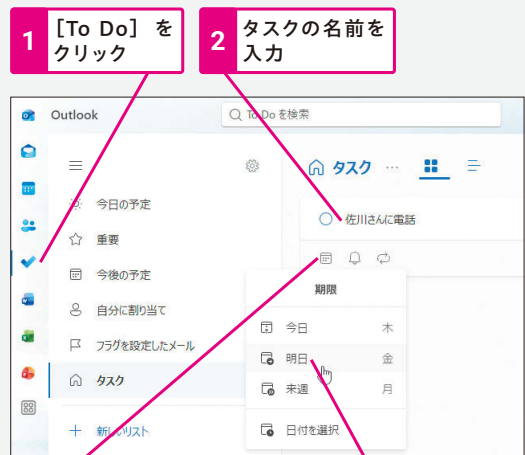 1 [To Do] を
クリック
2 タスクの名前を
入力
Outlook
To Do を検索
タスク …
今日の予定
佐川さんに電話
重要
今後の予定
期限
自分に割り当て
今日 木
フラグを設定したメール
明日 金
タスク
来週 月
新しいリスト
日付を選択